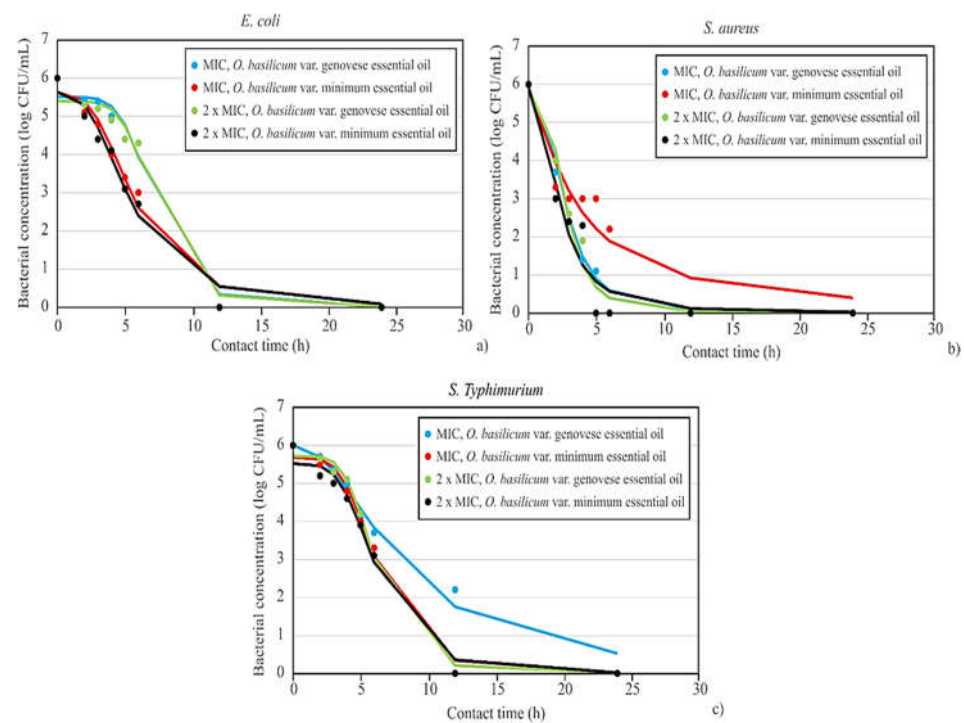 E. coli
Bacterial concentration (log CFU/mL)
7
6
5
4
3
2
1
0
MIC, O. basilicum var. genovese essential oil
MIC, O. basilicum var. minimum essential oil
2 x MIC, O. basilicum var. genovese essential oil
2 x MIC, O. basilicum var. minimum essential oil
0 5 10 15 20 25 30
Contact time (h)
a)
S. aureus
Bacterial concentration (log CFU/mL)
7
6
5
4
3
2
1
0
MIC, O. basilicum var. genovese essential oil
MIC, O. basilicum var. minimum essential oil
2 x MIC, O. basilicum var. genovese essential oil
2 x MIC, O. basilicum var. minimum essential oil
0 5 10 15 20 25 30
Contact time (h)
b)
S. Typhimurium
Bacterial concentration (log CFU/mL)
7
6
5
4
3
2
1
0
MIC, O. basilicum var. genovese essential oil
MIC, O. basilicum var. minimum essential oil
2 x MIC, O. basilicum var. genovese essential oil
2 x MIC, O. basilicum var. minimum essential oil
0 5 10 15 20 25 30
Contact time (h)
c)